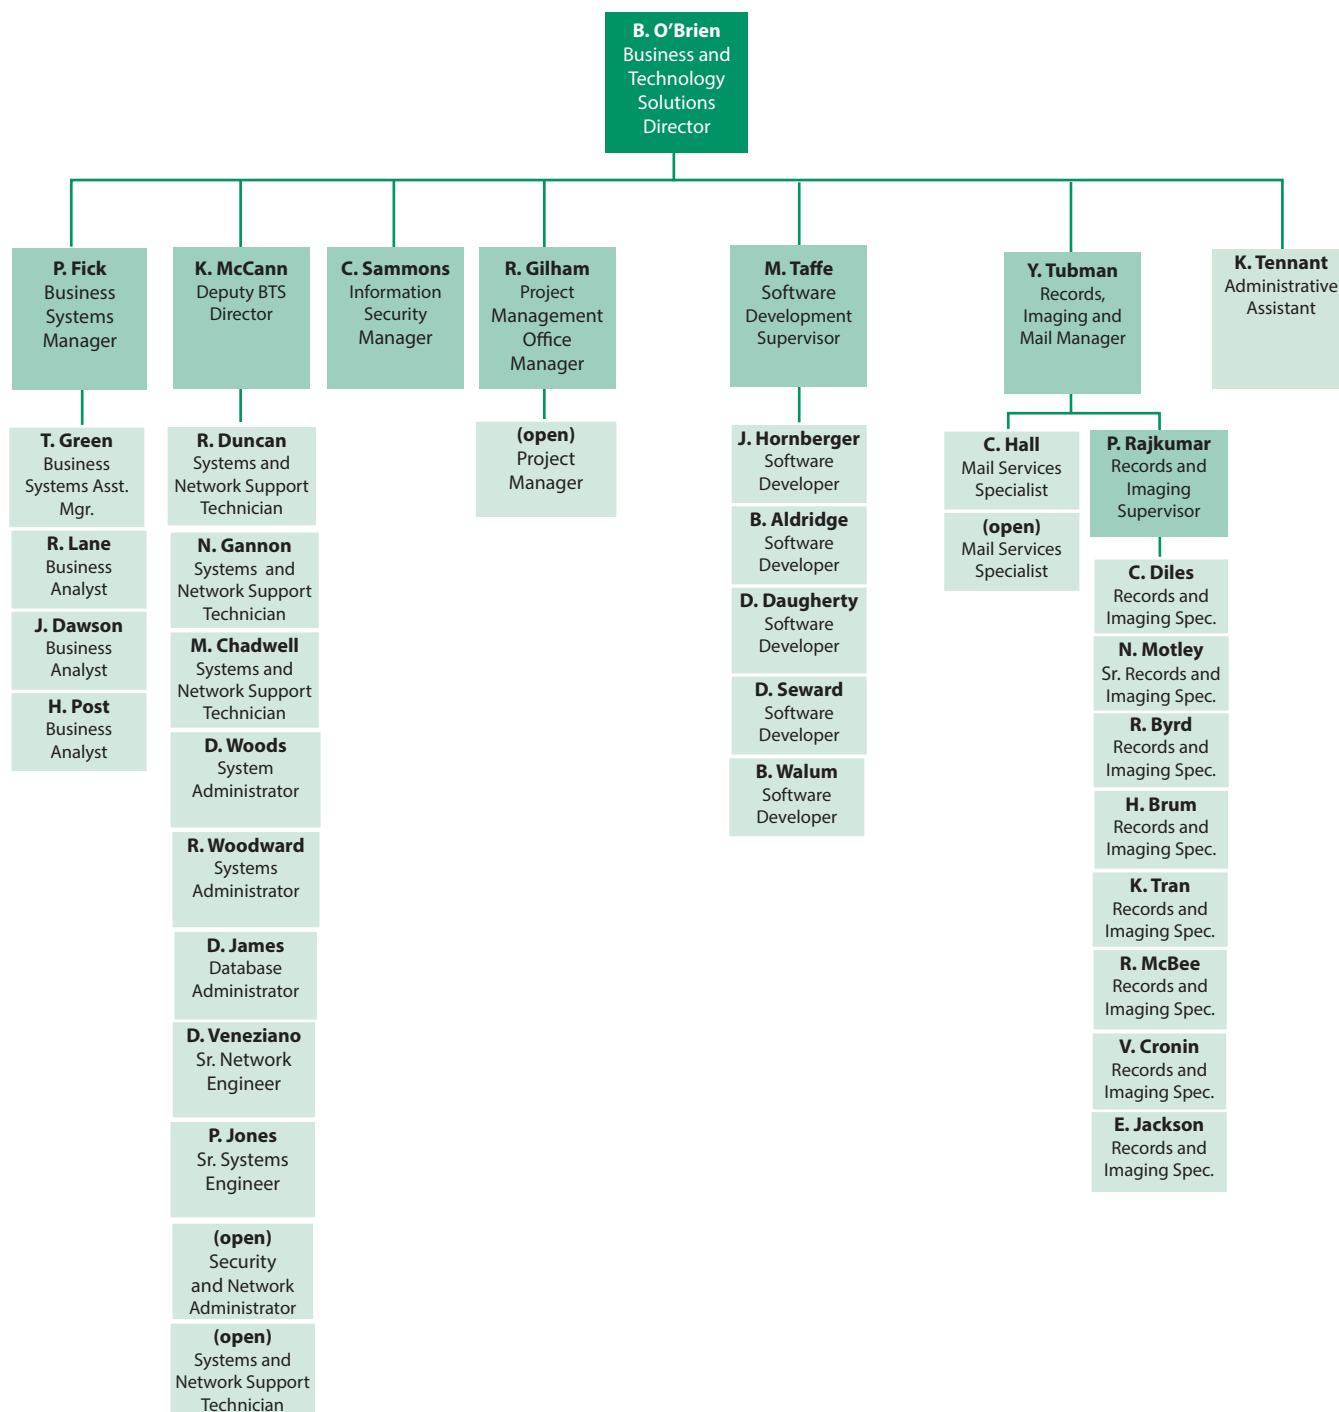 B. O’Brien
Business and
Technology
Solutions
Director
P. Fick
Business
Systems
Manager
K. McCann
Deputy BTS
Director
C. Sammons
Information
Security
Manager
R. Gilham
Project
Management
Office
Manager
M. Taffe
Software
Development
Supervisor
Y. Tubman
Records,
Imaging and
Mail Manager
K. Tennant
Administrative
Assistant
T. Green
Business
Systems Asst.
Mgr.
R. Lane
Business
Analyst
J. Dawson
Business
Analyst
H. Post
Business
Analyst
R. Duncan
Systems and
Network Support
Technician
N. Gannon
Systems and
Network Support
Technician
M. Chadwell
Systems and
Network Support
Technician
D. Woods
System
Administrator
R. Woodward
Systems
Administrator
D. James
Database
Administrator
D. Veneziano
Sr. Network
Engineer
P. Jones
Sr. Systems
Engineer
(open)
Security
and Network
Administrator
(open)
Systems and
Network Support
Technician
(open)
Project
Manager
J. Hornberger
Software
Developer
B. Aldridge
Software
Developer
D. Daugherty
Software
Developer
D. Seward
Software
Developer
B. Walum
Software
Developer
C. Hall
Mail Services
Specialist
(open)
Mail Services
Specialist
P. Rajkumar
Records and
Imaging
Supervisor
C. Diles
Records and
Imaging Spec.
N. Motley
Sr. Records and
Imaging Spec.
R. Byrd
Records and
Imaging Spec.
H. Brum
Records and
Imaging Spec.
K. Tran
Records and
Imaging Spec.
R. McBee
Records and
Imaging Spec.
V. Cronin
Records and
Imaging Spec.
E. Jackson
Records and
Imaging Spec.